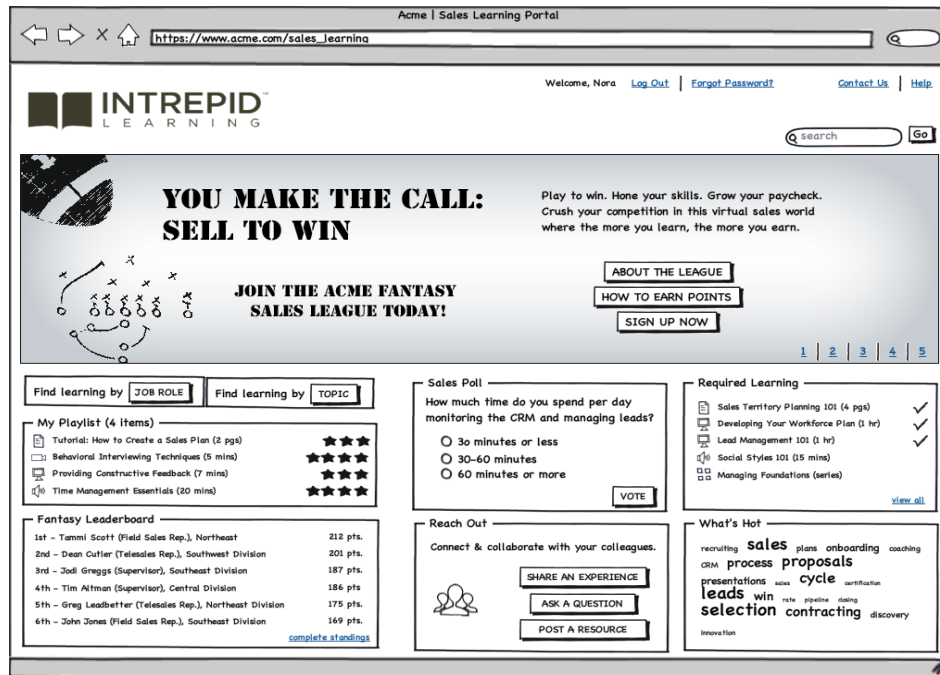 Acme | Sales Learning Portal
https://www.acme.com/sales_learning
Welcome, Nora Log Out Forgot Password? Contact Us Help
INTREPID™
LEARNING
search Go
YOU MAKE THE CALL:
SELL TO WIN
JOIN THE ACME FANTASY
SALES LEAGUE TODAY!
Play to win. Hone your skills. Grow your paycheck.
Crush your competition in this virtual sales world
where the more you learn, the more you earn.
ABOUT THE LEAGUE
HOW TO EARN POINTS
SIGN UP NOW
1 2 3 4 5
Find learning by JOB ROLE Find learning by TOPIC
My Playlist (4 items)
Tutorial: How to Create a Sales Plan (2 pgs)
Behavioral Interviewing Techniques (5 mins)
Providing Constructive Feedback (7 mins)
Time Management Essentials (20 mins)
Sales Poll
How much time do you spend per day
monitoring the CRM and managing leads?
3o minutes or less
30-60 minutes
60 minutes or more
VOTE
Required Learning
Sales Territory Planning 101 (4 pgs)
Developing Your Workforce Plan (1 hr)
Lead Management 101 (1 hr)
Social Styles 101 (15 mins)
Managing Foundations (series)
view all
Fantasy Leaderboard
1st - Tammi Scott (Field Sales Rep.), Northeast 212 pts.
2nd - Dean Cutler (Telesales Rep.), Southwest Division 201 pts.
3rd - Jodi Greggs (Supervisor), Southeast Division 187 pts.
4th - Tim Altman (Supervisor), Central Division 186 pts
5th - Greg Leadbetter (Telesales Rep.), Northeast Division 175 pts.
6th - John Jones (Field Sales Rep.), Southeast Division 169 pts.
complete standings
Reach Out
Connect & collaborate with your colleagues.
SHARE AN EXPERIENCE
ASK A QUESTION
POST A RESOURCE
What's Hot
recruiting sales plans onboarding coaching
CRM process proposals
presentations sales cycle certification
leads win rate pipeline closing
selection contracting discovery
innovation